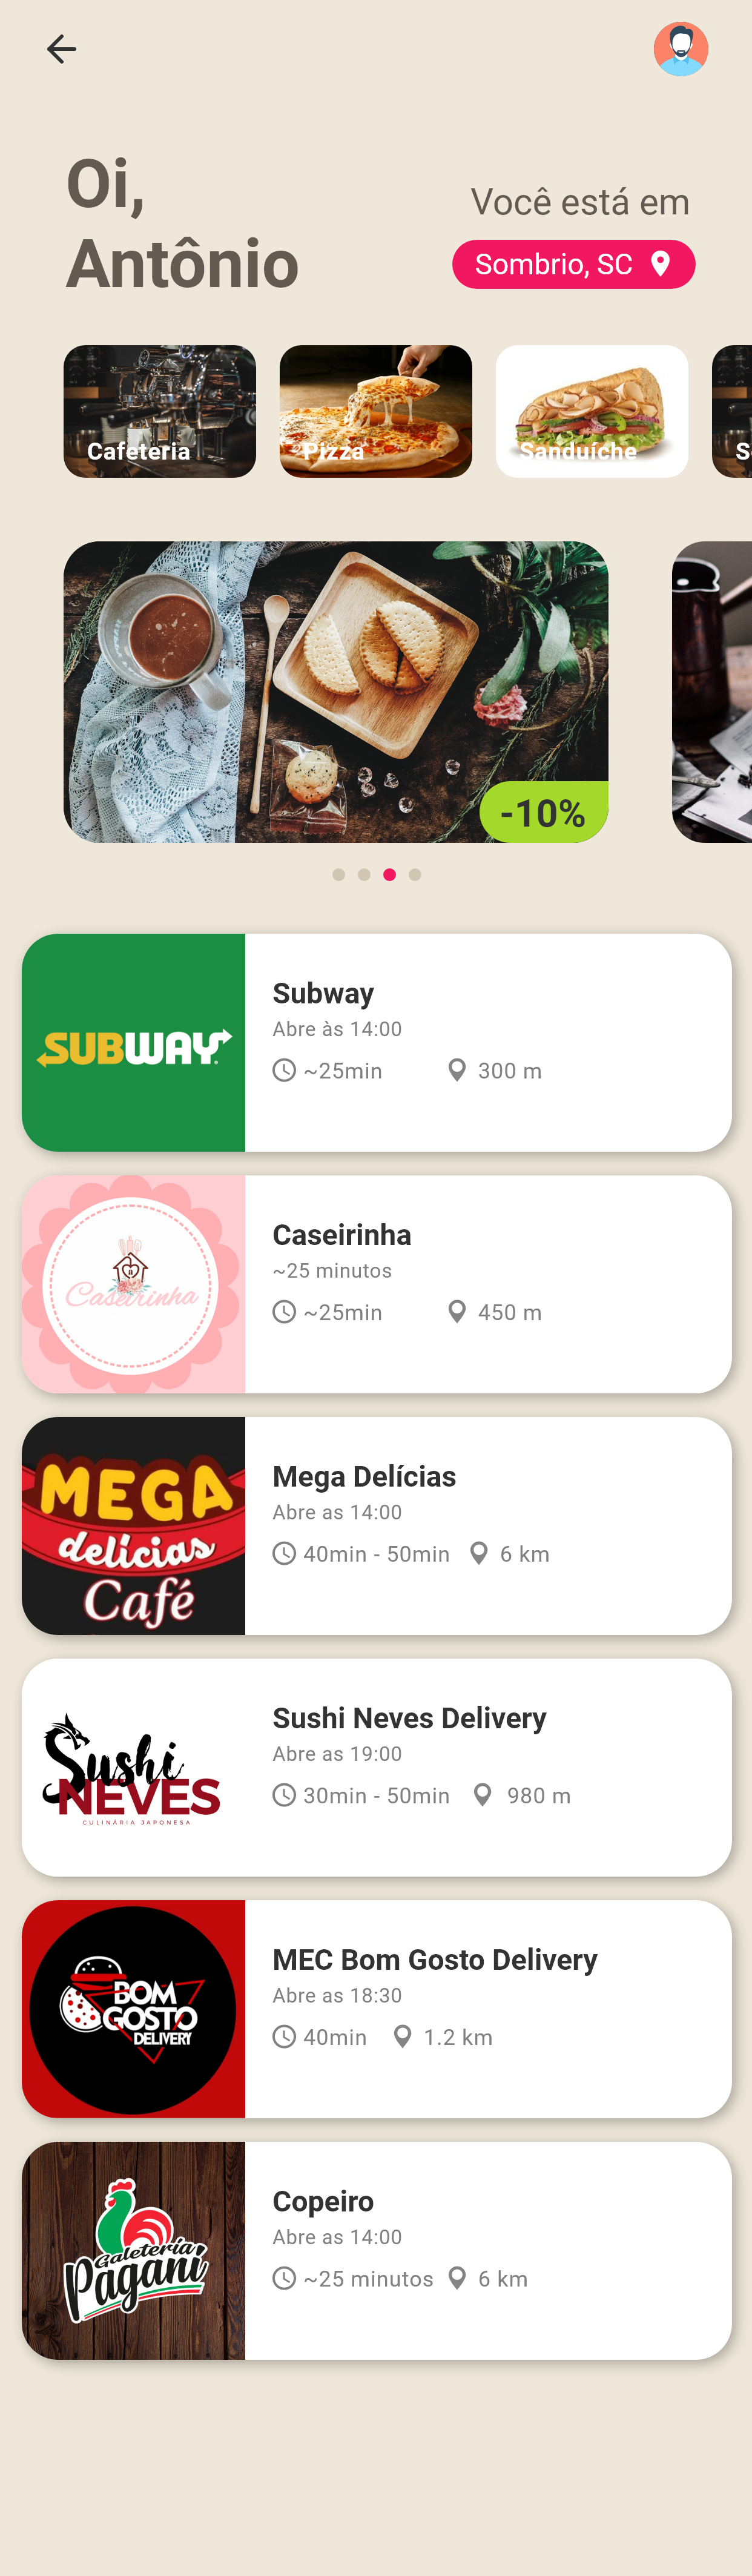 Oi,
Antônio
Você está em
Sombrio, SC
Cafeteria
Pizza
Sanduíche
S
-10%
SUBWAY
Subway
Abre às 14:00
~25min
300 m
Caseirinha
Caseirinha
~25 minutos
~25min
450 m
MEGA
delícias
Café
Mega Delícias
Abre as 14:00
40min - 50min
6 km
Sushi
NEVES
CULINÁRIA JAPONESA
Sushi Neves Delivery
Abre as 19:00
30min - 50min
980 m
BOM
GOSTO
DELIVERY
MEC Bom Gosto Delivery
Abre as 18:30
40min
1.2 km
Galeteria
Pagani
Copeiro
Abre as 14:00
~25 minutos
6 km